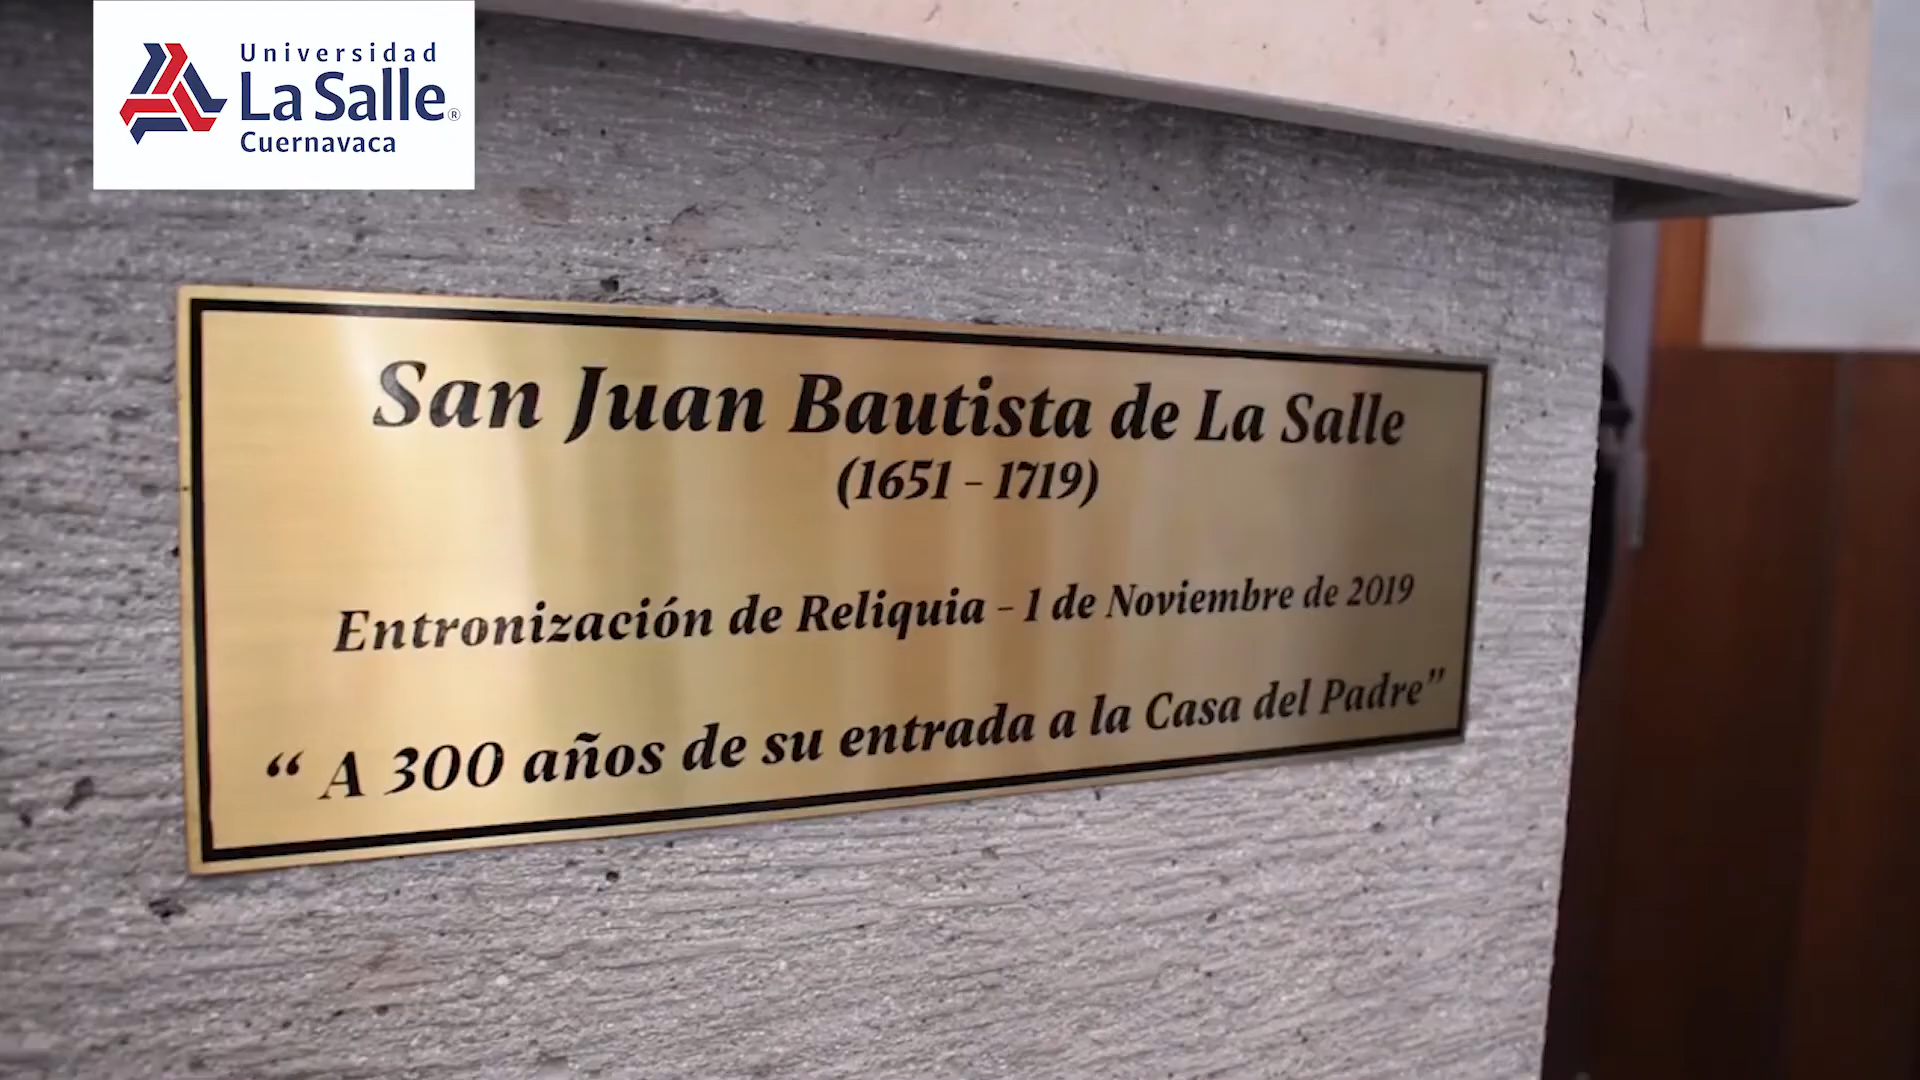 Universidad
La Salle®
Cuernavaca
San Juan Bautista de La Salle
(1651 - 1719)
Entronización de Reliquia - 1 de Noviembre de 2019
“ A 300 años de su entrada a la Casa del Padre”